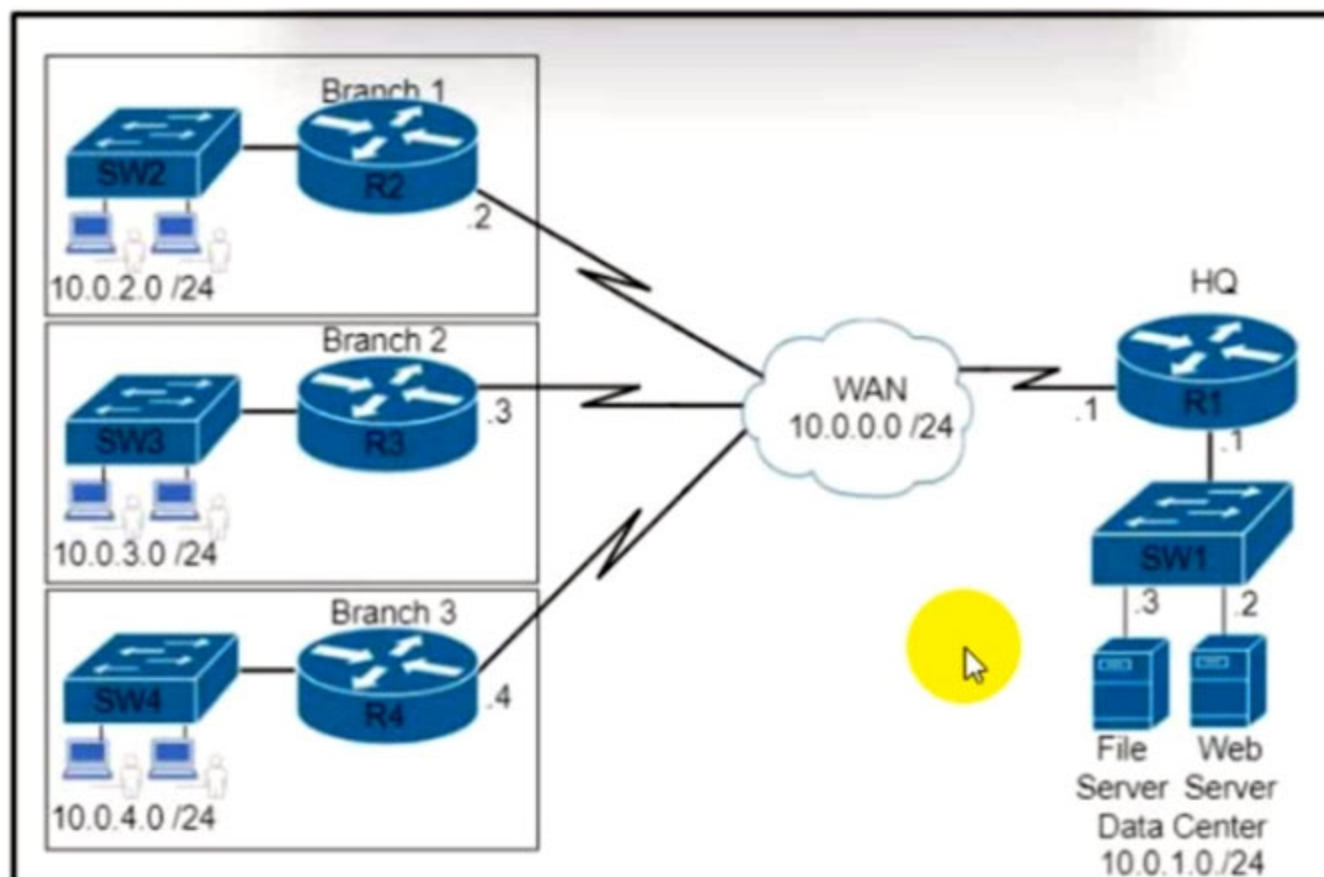 Branch 1
SW2
R2
.2
10.0.2.0 /24
Branch 2
SW3
R3
.3
10.0.3.0 /24
Branch 3
SW4
R4
.4
10.0.4.0 /24
WAN
10.0.0.0 /24
HQ
R1
.1
.1
SW1
.3
.2
File
Server
Web
Server
Data Center
10.0.1.0./24